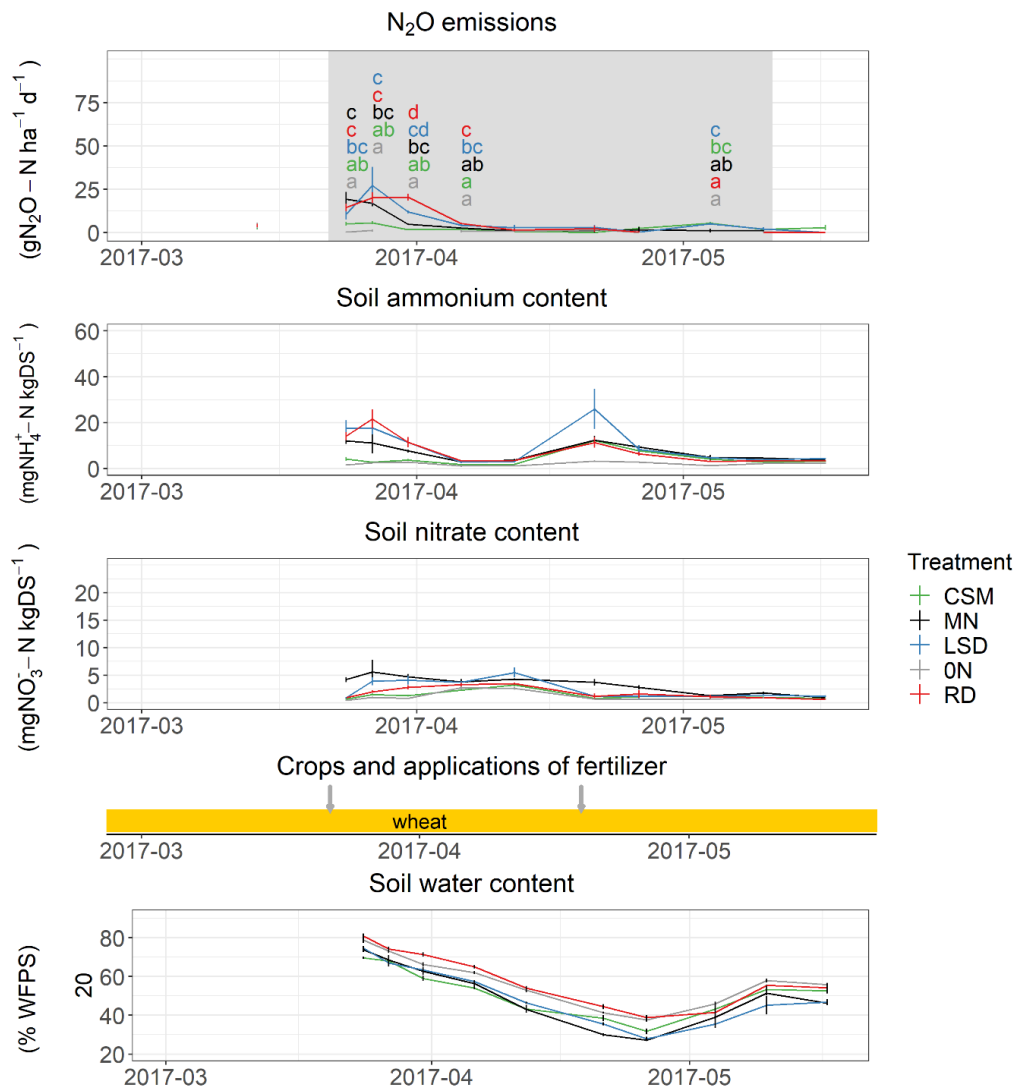 N₂O emissions
(gN₂O−N ha⁻¹ d⁻¹)
75
50
25
0
c
c
c
bc
d
c
ab
cd
c
c
bc
a
bc
bc
bc
ab
ab
ab
ab
a
a
a
a
c
bc
ab
a
a
2017-03 2017-04 2017-05
Soil ammonium content
(mgNH₄⁺−N kgDS⁻¹)
60
40
20
0
2017-03 2017-04 2017-05
Soil nitrate content
(mgNO₃⁻−N kgDS⁻¹)
20
15
10
5
0
2017-03 2017-04 2017-05
Treatment
CSM
MN
LSD
0N
RD
Crops and applications of fertilizer
wheat
2017-03 2017-04 2017-05
Soil water content
(% WFPS)
20
80
60
40
20
2017-03 2017-04 2017-05